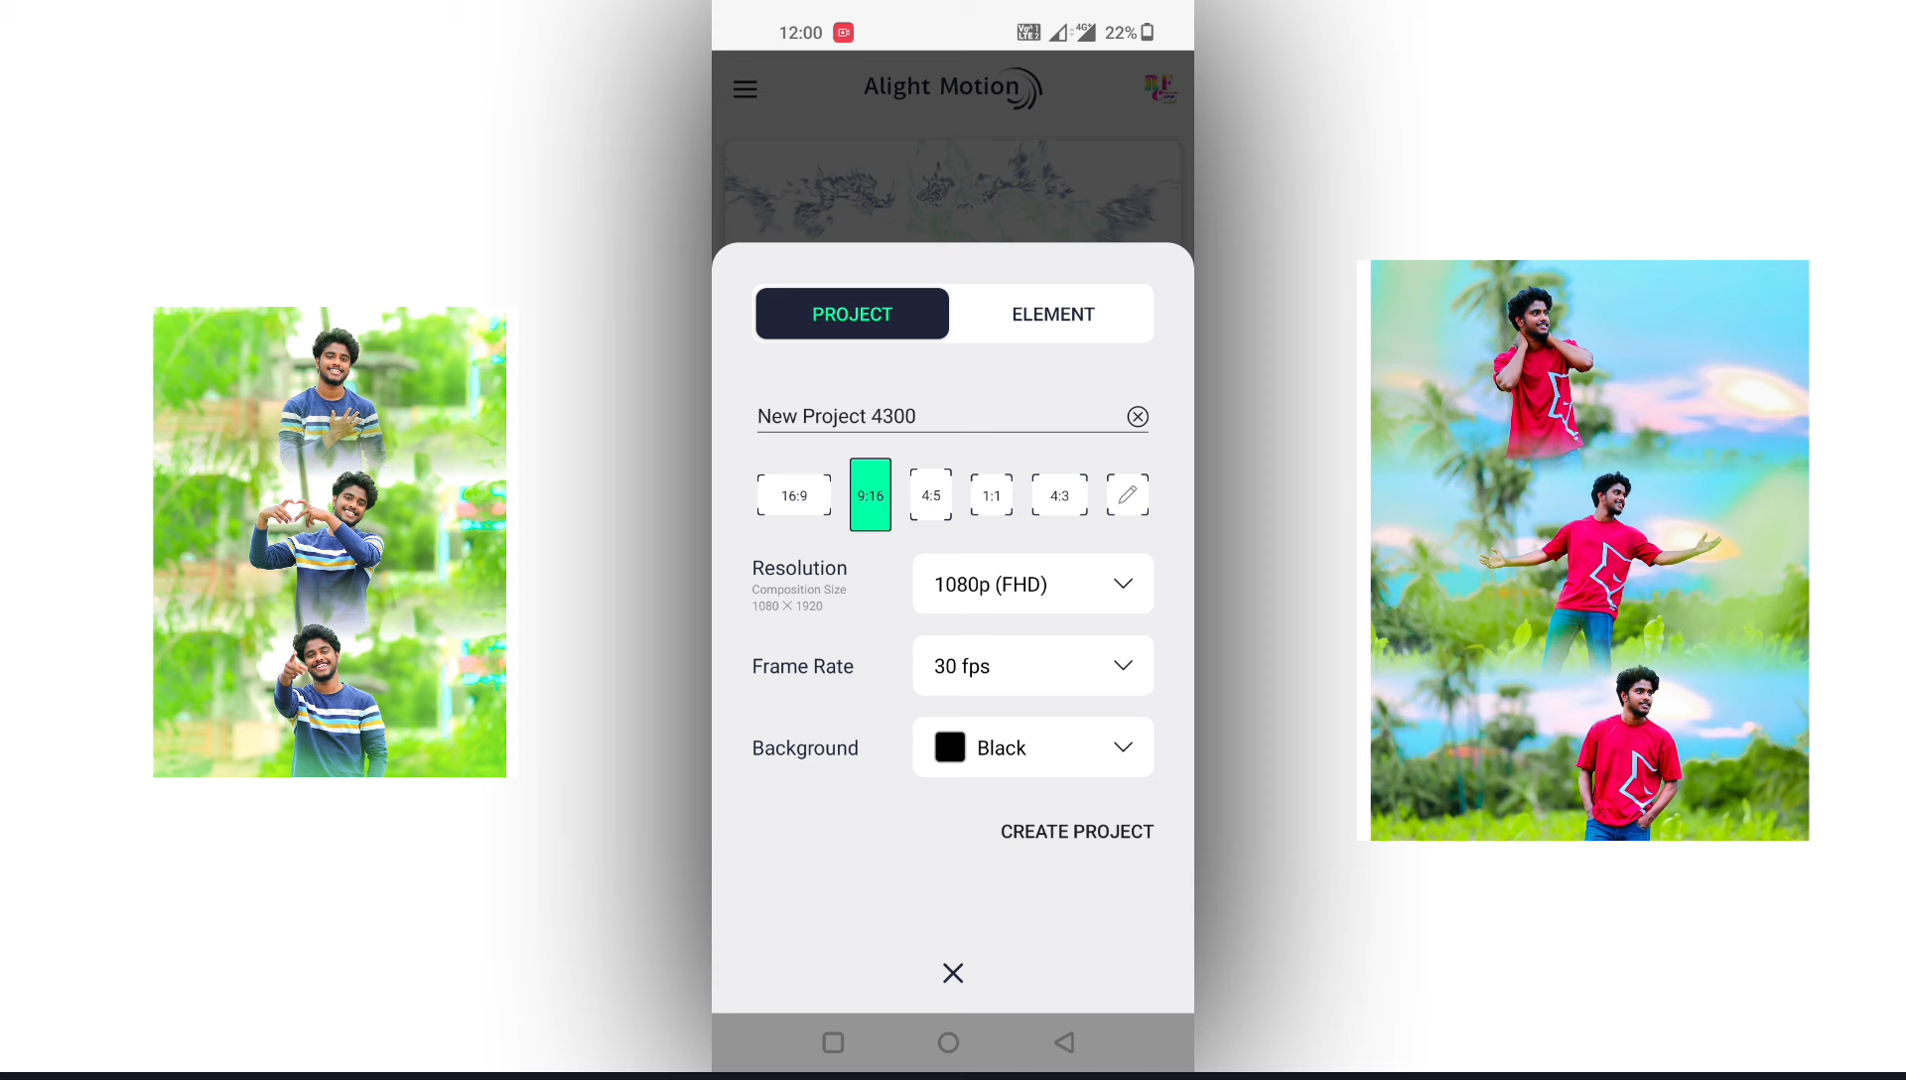 12:00
4G+ 22%
Alight Motion
PROJECT ELEMENT
New Project 4300
16:9 9:16 4:5 1:1 4:3
Resolution
Composition Size
1080 × 1920
1080p (FHD)
Frame Rate 30 fps
Background Black
CREATE PROJECT